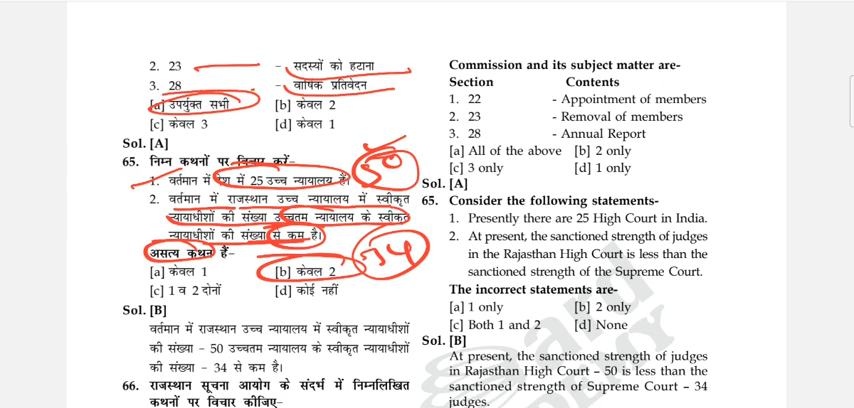 2. 23 - सदस्यों को हटाना
3. 28 - वार्षिक प्रतिवेदन
[a] उपर्युक्त सभी [b] केवल 2
[c] केवल 3 [d] केवल 1
Sol. [A]
65. निम्न कथनों पर विचार करें-
1. वर्तमान में देश में 25 उच्च न्यायालय हैं।
2. वर्तमान में राजस्थान उच्च न्यायालय में स्वीकृत
न्यायाधीशों की संख्या उच्चतम न्यायालय के स्वीकृत
न्यायाधीशों की संख्या से कम है।
असत्य कथन हैं-
[a] केवल 1 [b] केवल 2
[c] 1 व 2 दोनों [d] कोई नहीं
50
34
Sol. [B]
वर्तमान में राजस्थान उच्च न्यायालय में स्वीकृत न्यायाधीशों
की संख्या - 50 उच्चतम न्यायालय के स्वीकृत न्यायाधीशों
की संख्या - 34 से कम है।
66. राजस्थान सूचना आयोग के संदर्भ में निम्नलिखित
कथनों पर विचार कीजिए-
Commission and its subject matter are-
Section Contents
1. 22 - Appointment of members
2. 23 - Removal of members
3. 28 - Annual Report
[a] All of the above [b] 2 only
[c] 3 only [d] 1 only
Sol. [A]
65. Consider the following statements-
1. Presently there are 25 High Court in India.
2. At present, the sanctioned strength of judges
in the Rajasthan High Court is less than the
sanctioned strength of the Supreme Court.
The incorrect statements are-
[a] 1 only [b] 2 only
[c] Both 1 and 2 [d] None
Sol. [B]
At present, the sanctioned strength of judges
in Rajasthan High Court – 50 is less than the
sanctioned strength of Supreme Court – 34
judges.